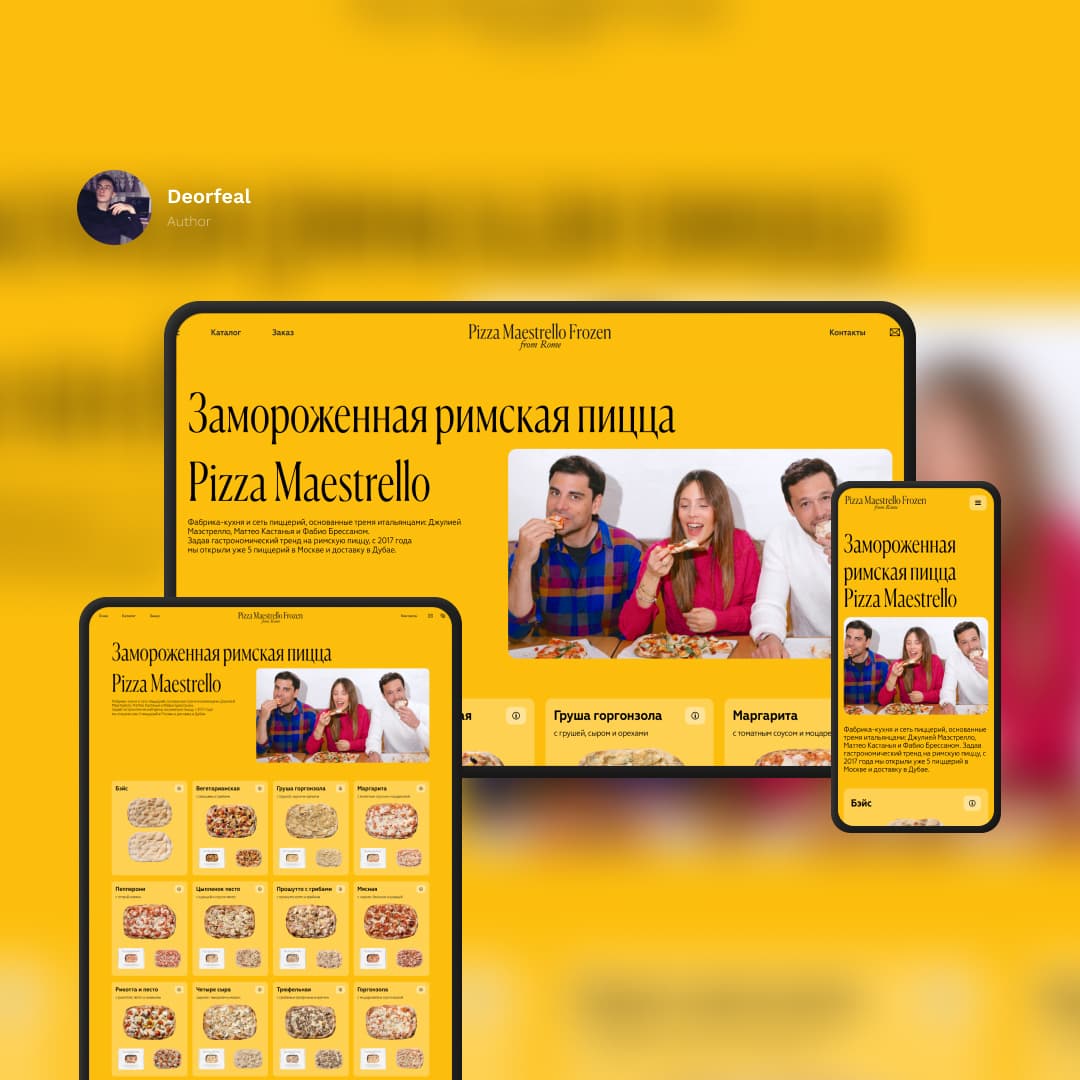 Deorfeal
Author
Каталог
Заказ
Pizza Maestrello Frozen
from Rome
Контакты
Замороженная римская пицца
Pizza Maestrello
Фабрика-кухня и сеть пиццерий, основанные тремя итальянцами: Джулией
Маэстрелло, Маттео Кастанья и Фабио Брессаном.
Задав гастрономический тренд на римскую пиццу, с 2017 года
мы открыли уже 5 пиццерий в Москве и доставку в Дубае.
Груша горгонзола
с грушей, сыром и орехами
Маргарита
с томатным соусом и моцаре
Pizza Maestrello Frozen
from Rome
Замороженная
римская пицца
Pizza Maestrello
Фабрика-кухня и сеть пиццерий, основанные
тремя итальянцами: Джулией Маэстрелло,
Маттео Кастанья и Фабио Брессаном. Задав
гастрономический тренд на римскую пиццу, с
2017 года мы открыли уже 5 пиццерий в
Москве и доставку в Дубае.
Бэйс
Каталог
Заказ
Pizza Maestrello Frozen
from Rome
Контакты
Замороженная римская пицца
Pizza Maestrello
Бэйс
Вегетарианская
Груша горгонзола
Маргарита
Пепперони
Цыпленок песто
Прошутто с грибами
Мясная
Рикотта и песто
Четыре сыра
Трюфельная
Горгонзола